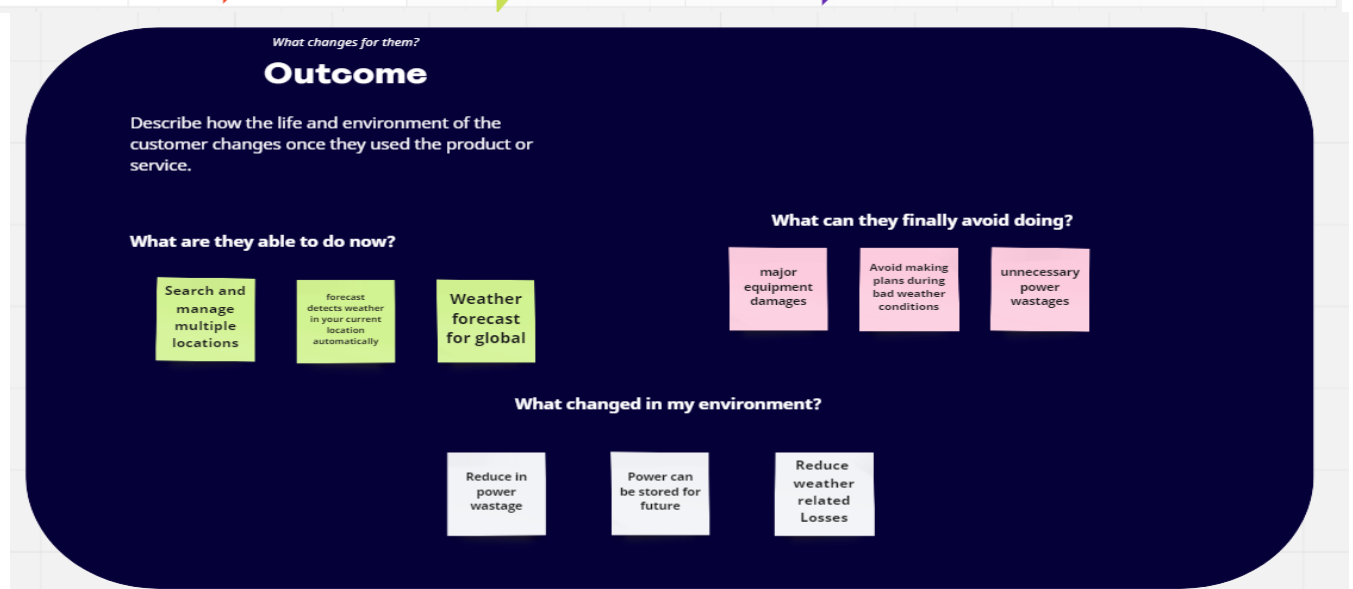 What changes for them?
Outcome
Describe how the life and environment of the
customer changes once they used the product or
service.
What are they able to do now?
Search and
manage
multiple
locations
forecast
detects weather
in your current
location
automatically
Weather
forecast
for global
What can they finally avoid doing?
major
equipment
damages
Avoid making
plans during
bad weather
conditions
unnecessary
power
wastages
What changed in my environment?
Reduce in
power
wastage
Power can
be stored for
future
Reduce
weather
related
Losses